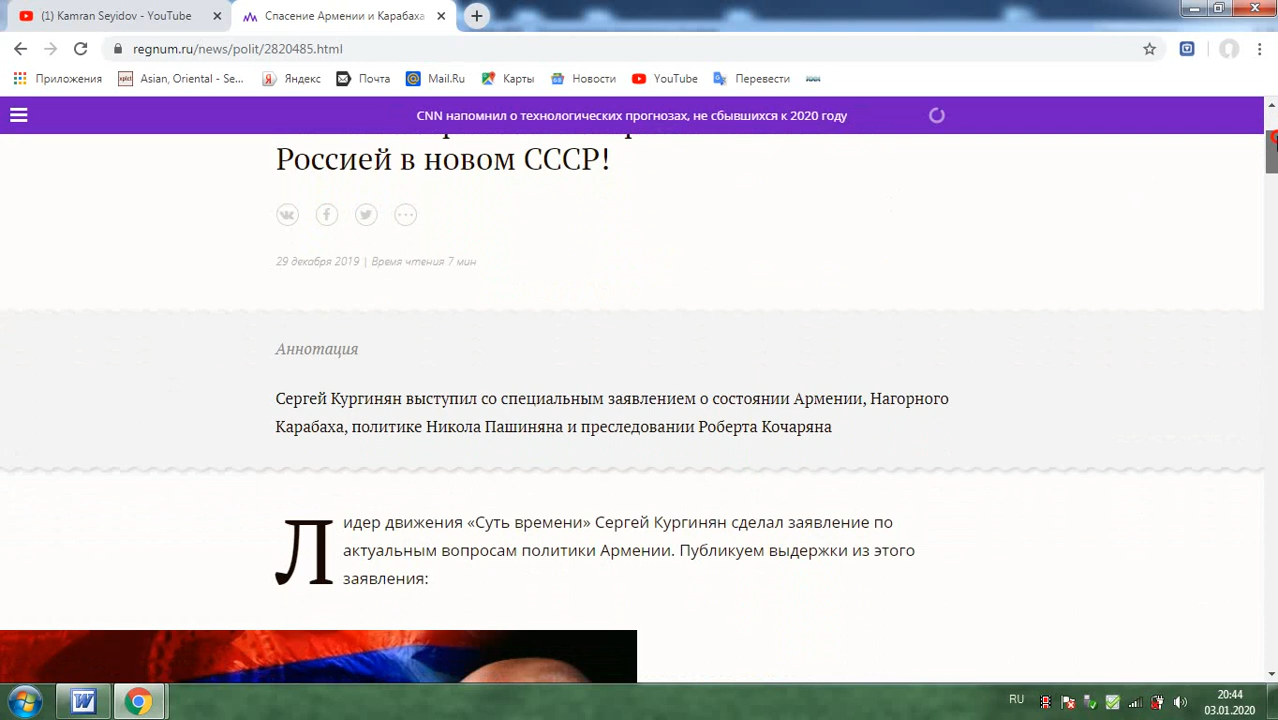 (1) Kamran Seyidov - YouTube
Спасение Армении и Карабаха
regnum.ru/news/polit/2820485.html
Приложения
Asian, Oriental - Se...
Яндекс
Почта
Mail.Ru
Карты
Новости
YouTube
Перевести
CNN напомнил о технологических прогнозах, не сбывшихся к 2020 году
Россией в новом СССР!
29 декабря 2019 | Время чтения 7 мин
Аннотация
Сергей Кургинян выступил со специальным заявлением о состоянии Армении, Нагорного
Карабаха, политике Никола Пашиняна и преследовании Роберта Кочаряна
Лидер движения «Суть времени» Сергей Кургинян сделал заявление по
актуальным вопросам политики Армении. Публикуем выдержки из этого
заявления:
RU
20:44
03.01.2020